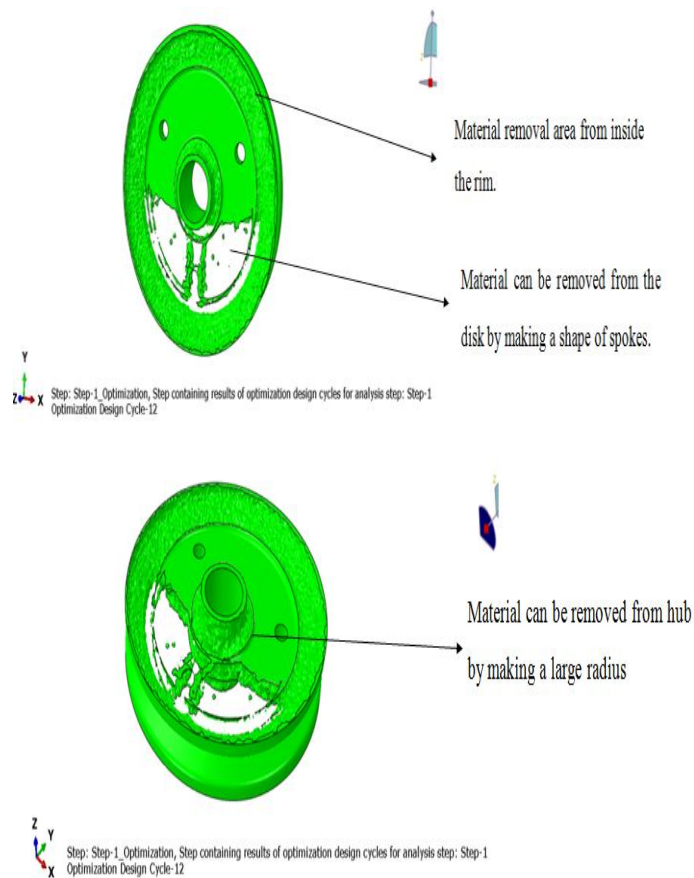 Material removal area from inside
the rim.
Material can be removed from the
disk by making a shape of spokes.
Y
Z X
Step: Step-1_Optimization, Step containing results of optimization design cycles for analysis step: Step-1
Optimization Design Cycle-12
Material can be removed from hub
by making a large radius
Z
Y
X
Step: Step-1_Optimization, Step containing results of optimization design cycles for analysis step: Step-1
Optimization Design Cycle-12